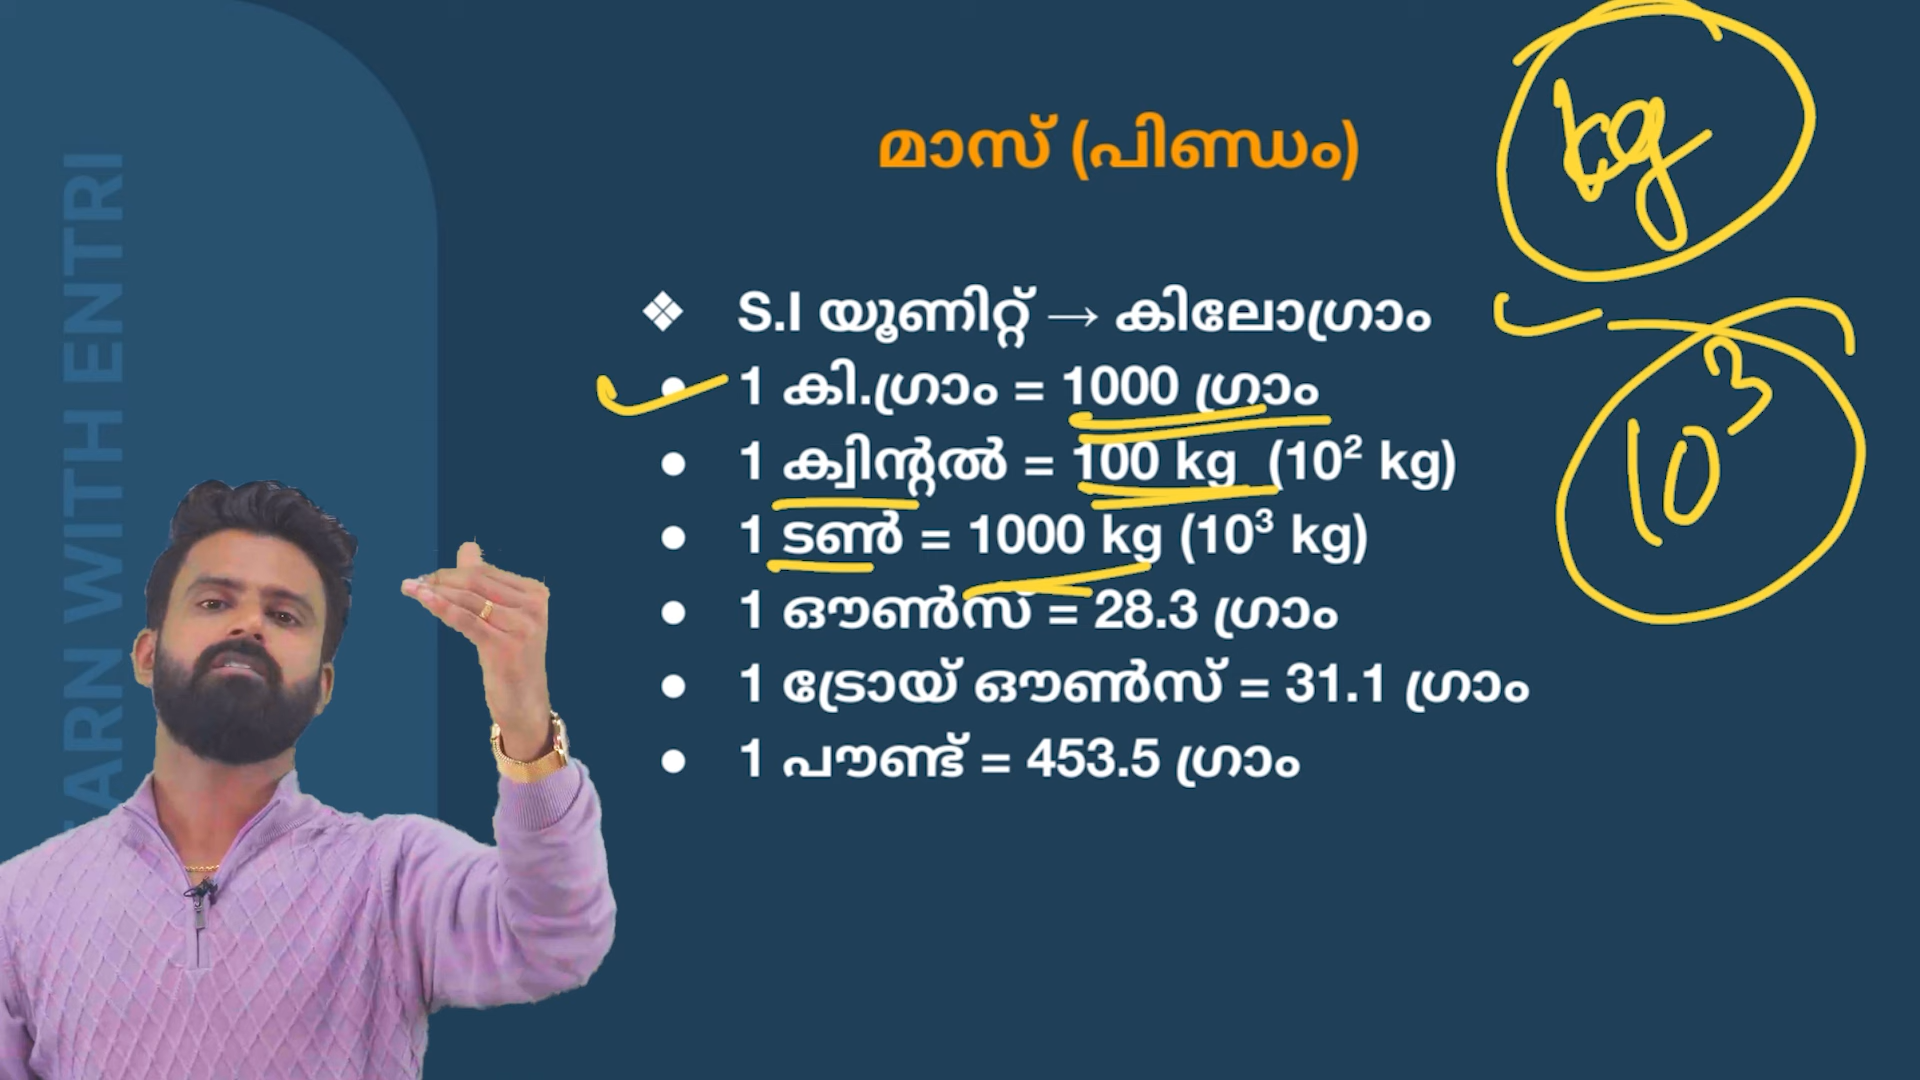 മാസ് (പിണ്ഡം)
kg
❖ S.I യൂണിറ്റ് → കിലോഗ്രാം
● 1 കി.ഗ്രാം = 1000 ഗ്രാം
● 1 ക്വിന്റൽ = 100 kg (10² kg)
10³
● 1 ടൺ = 1000 kg (10³ kg)
● 1 ഔൺസ് = 28.3 ഗ്രാം
● 1 ട്രോയ് ഔൺസ് = 31.1 ഗ്രാം
● 1 പൗണ്ട് = 453.5 ഗ്രാം
EARN WITH ENTRI